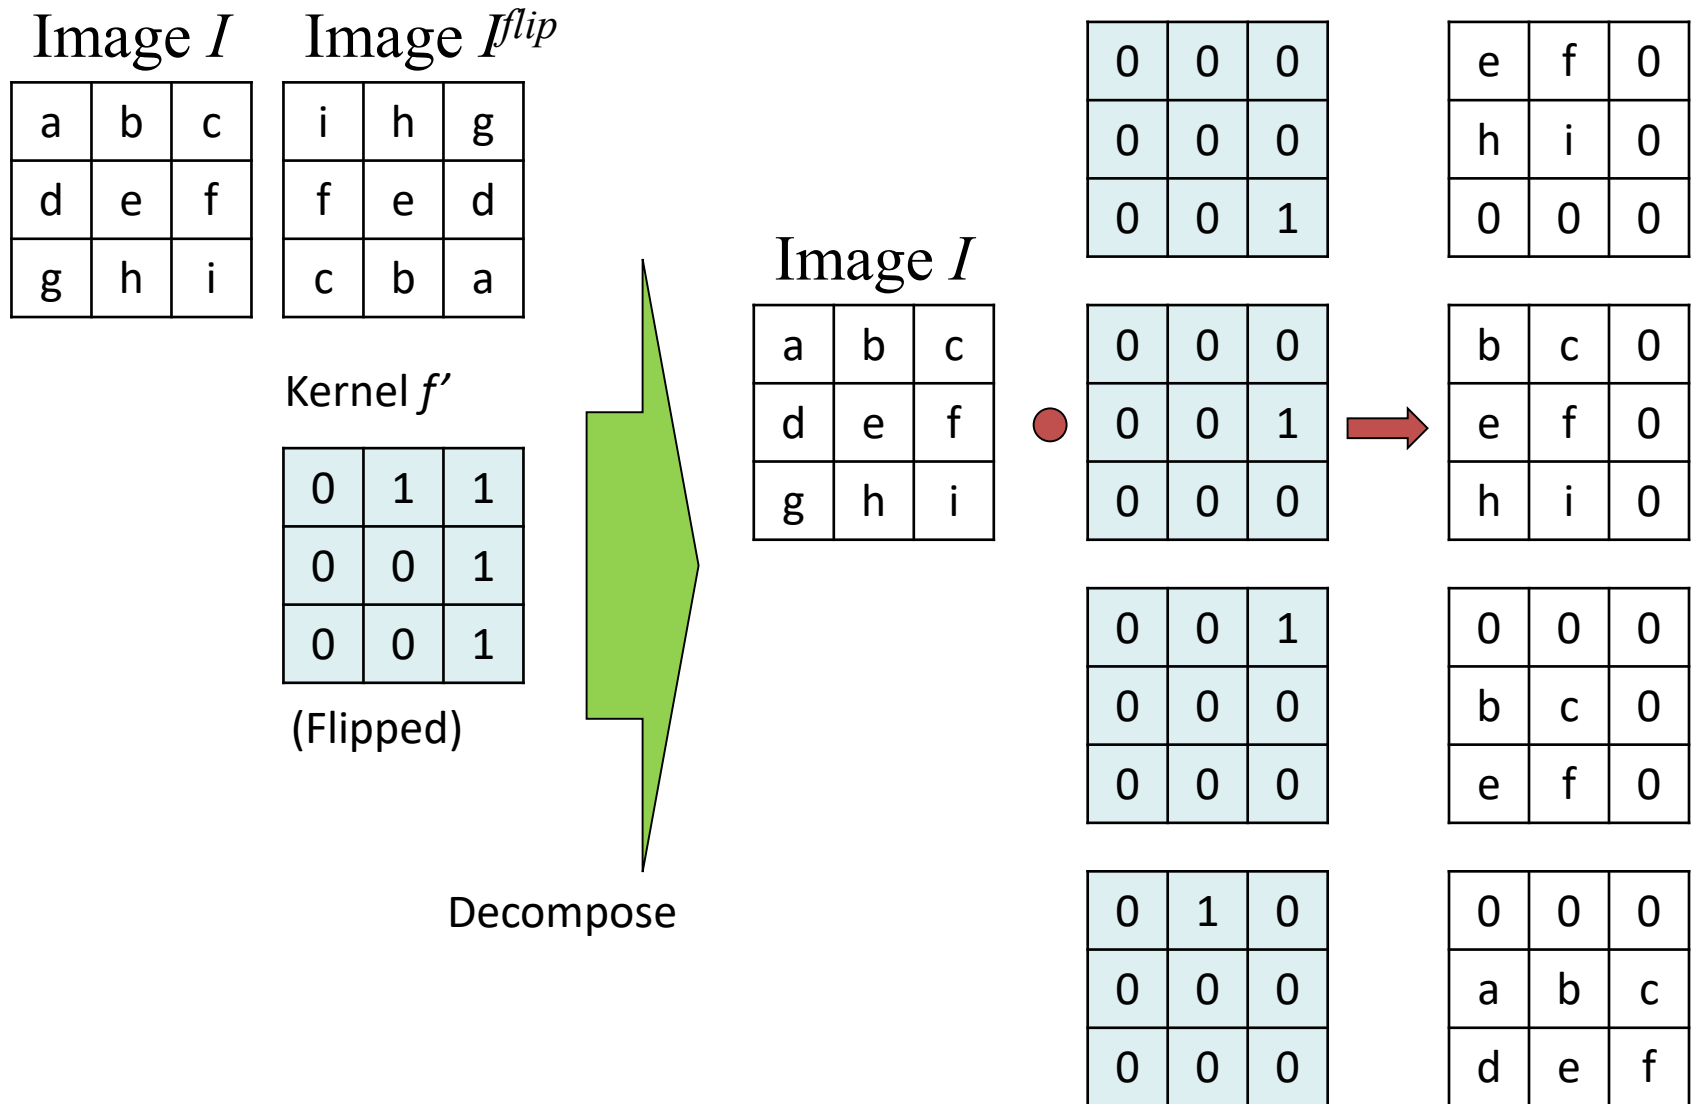 Image I
a b c
d e f
g h i
Image I^flip
i h g
f e d
c b a
Kernel f’
0 1 1
0 0 1
0 0 1
(Flipped)
Decompose
Image I
a b c
d e f
g h i
0 0 0
0 0 0
0 0 1
e f 0
h i 0
0 0 0
0 0 0
0 0 1
0 0 0
b c 0
e f 0
h i 0
0 0 1
0 0 0
0 0 0
0 0 0
b c 0
e f 0
0 1 0
0 0 0
0 0 0
0 0 0
a b c
d e f